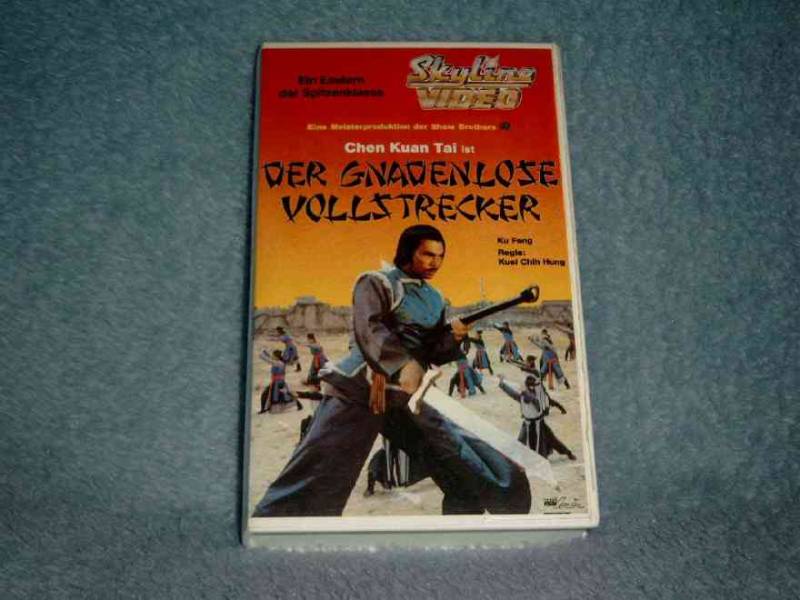 Ein Eastern
der Spitzenklasse
SkyLine
VIDEO
Eine Meisterproduktion der Shaw Brothers
Chen Kuan Tai ist
DER GNADENLOSE
VOLLSTRECKER
Ku Feng
Regie:
Kuei Chih Hung